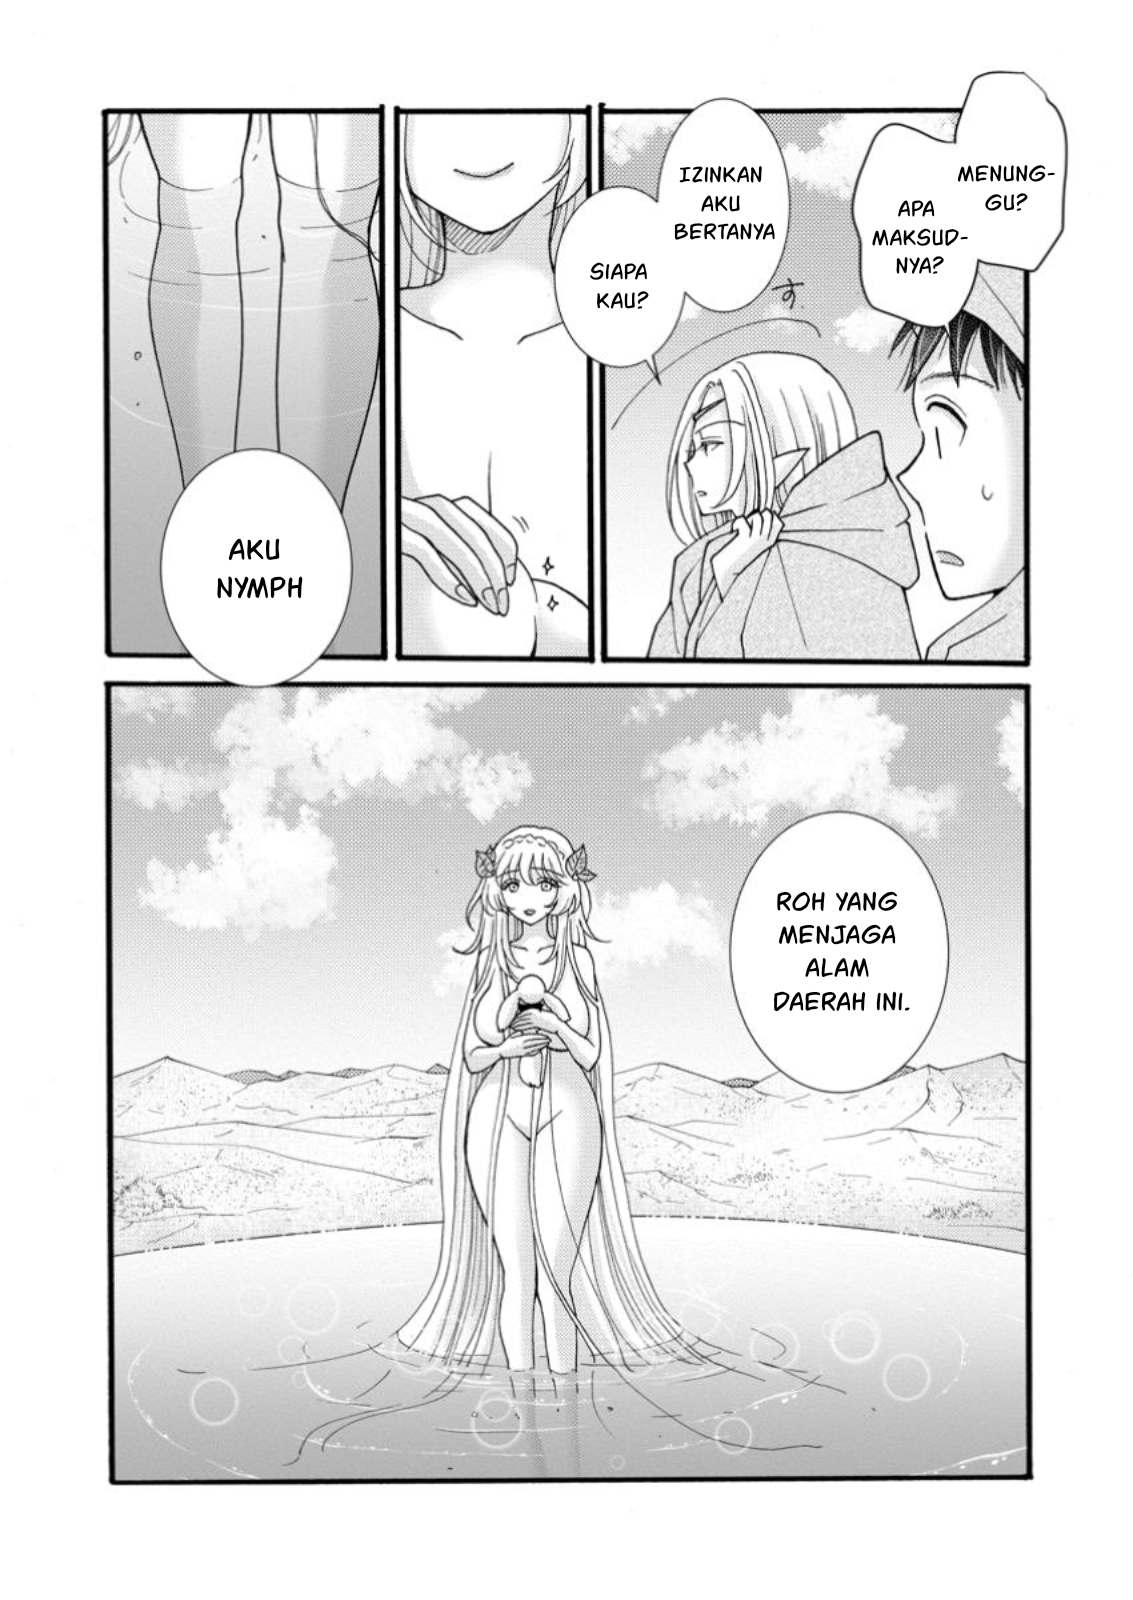 MENUNG-
GU?
APA
MAKSUD-
NYA?
IZINKAN
AKU
BERTANYA
SIAPA
KAU?
す
AKU
NYMPH
ROH YANG
MENJAGA
ALAM
DAERAH INI.